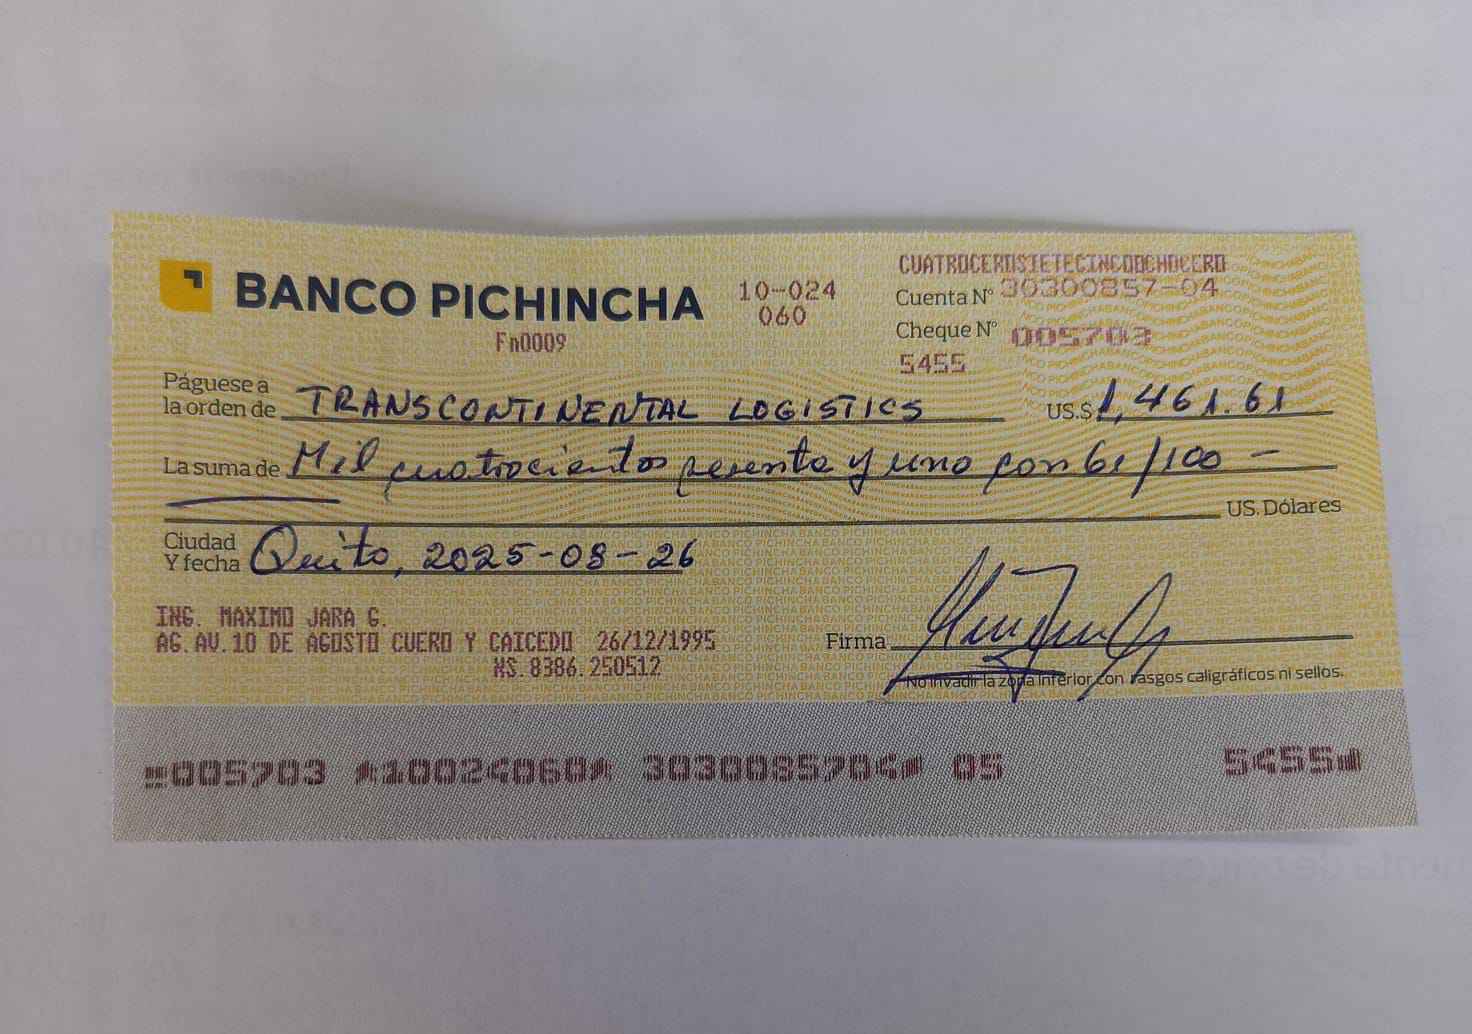 CUATROCEROSIETECINCOOCHOCERO
BANCO PICHINCHA
10-024
060
Cuenta N° 30300857-04
Fn0009
Cheque N° 005703
5455
Páguese a
la orden de TRANSCONTINENTAL LOGISTICS US.$ 1,461.61
La suma de Mil cuatrocientos sesenta y uno con 61/100 —
US. Dólares
Ciudad
Y fecha Quito, 2025-08-26
ING. MAXIMO JARA G.
AG. AV. 10 DE AGOSTO CUERO Y CAICEDO 26/12/1995
NS. 8386.250512
Firma
No invadir la zona inferior con rasgos caligráficos ni sellos.
005703 10024060 3030085704 05 5455